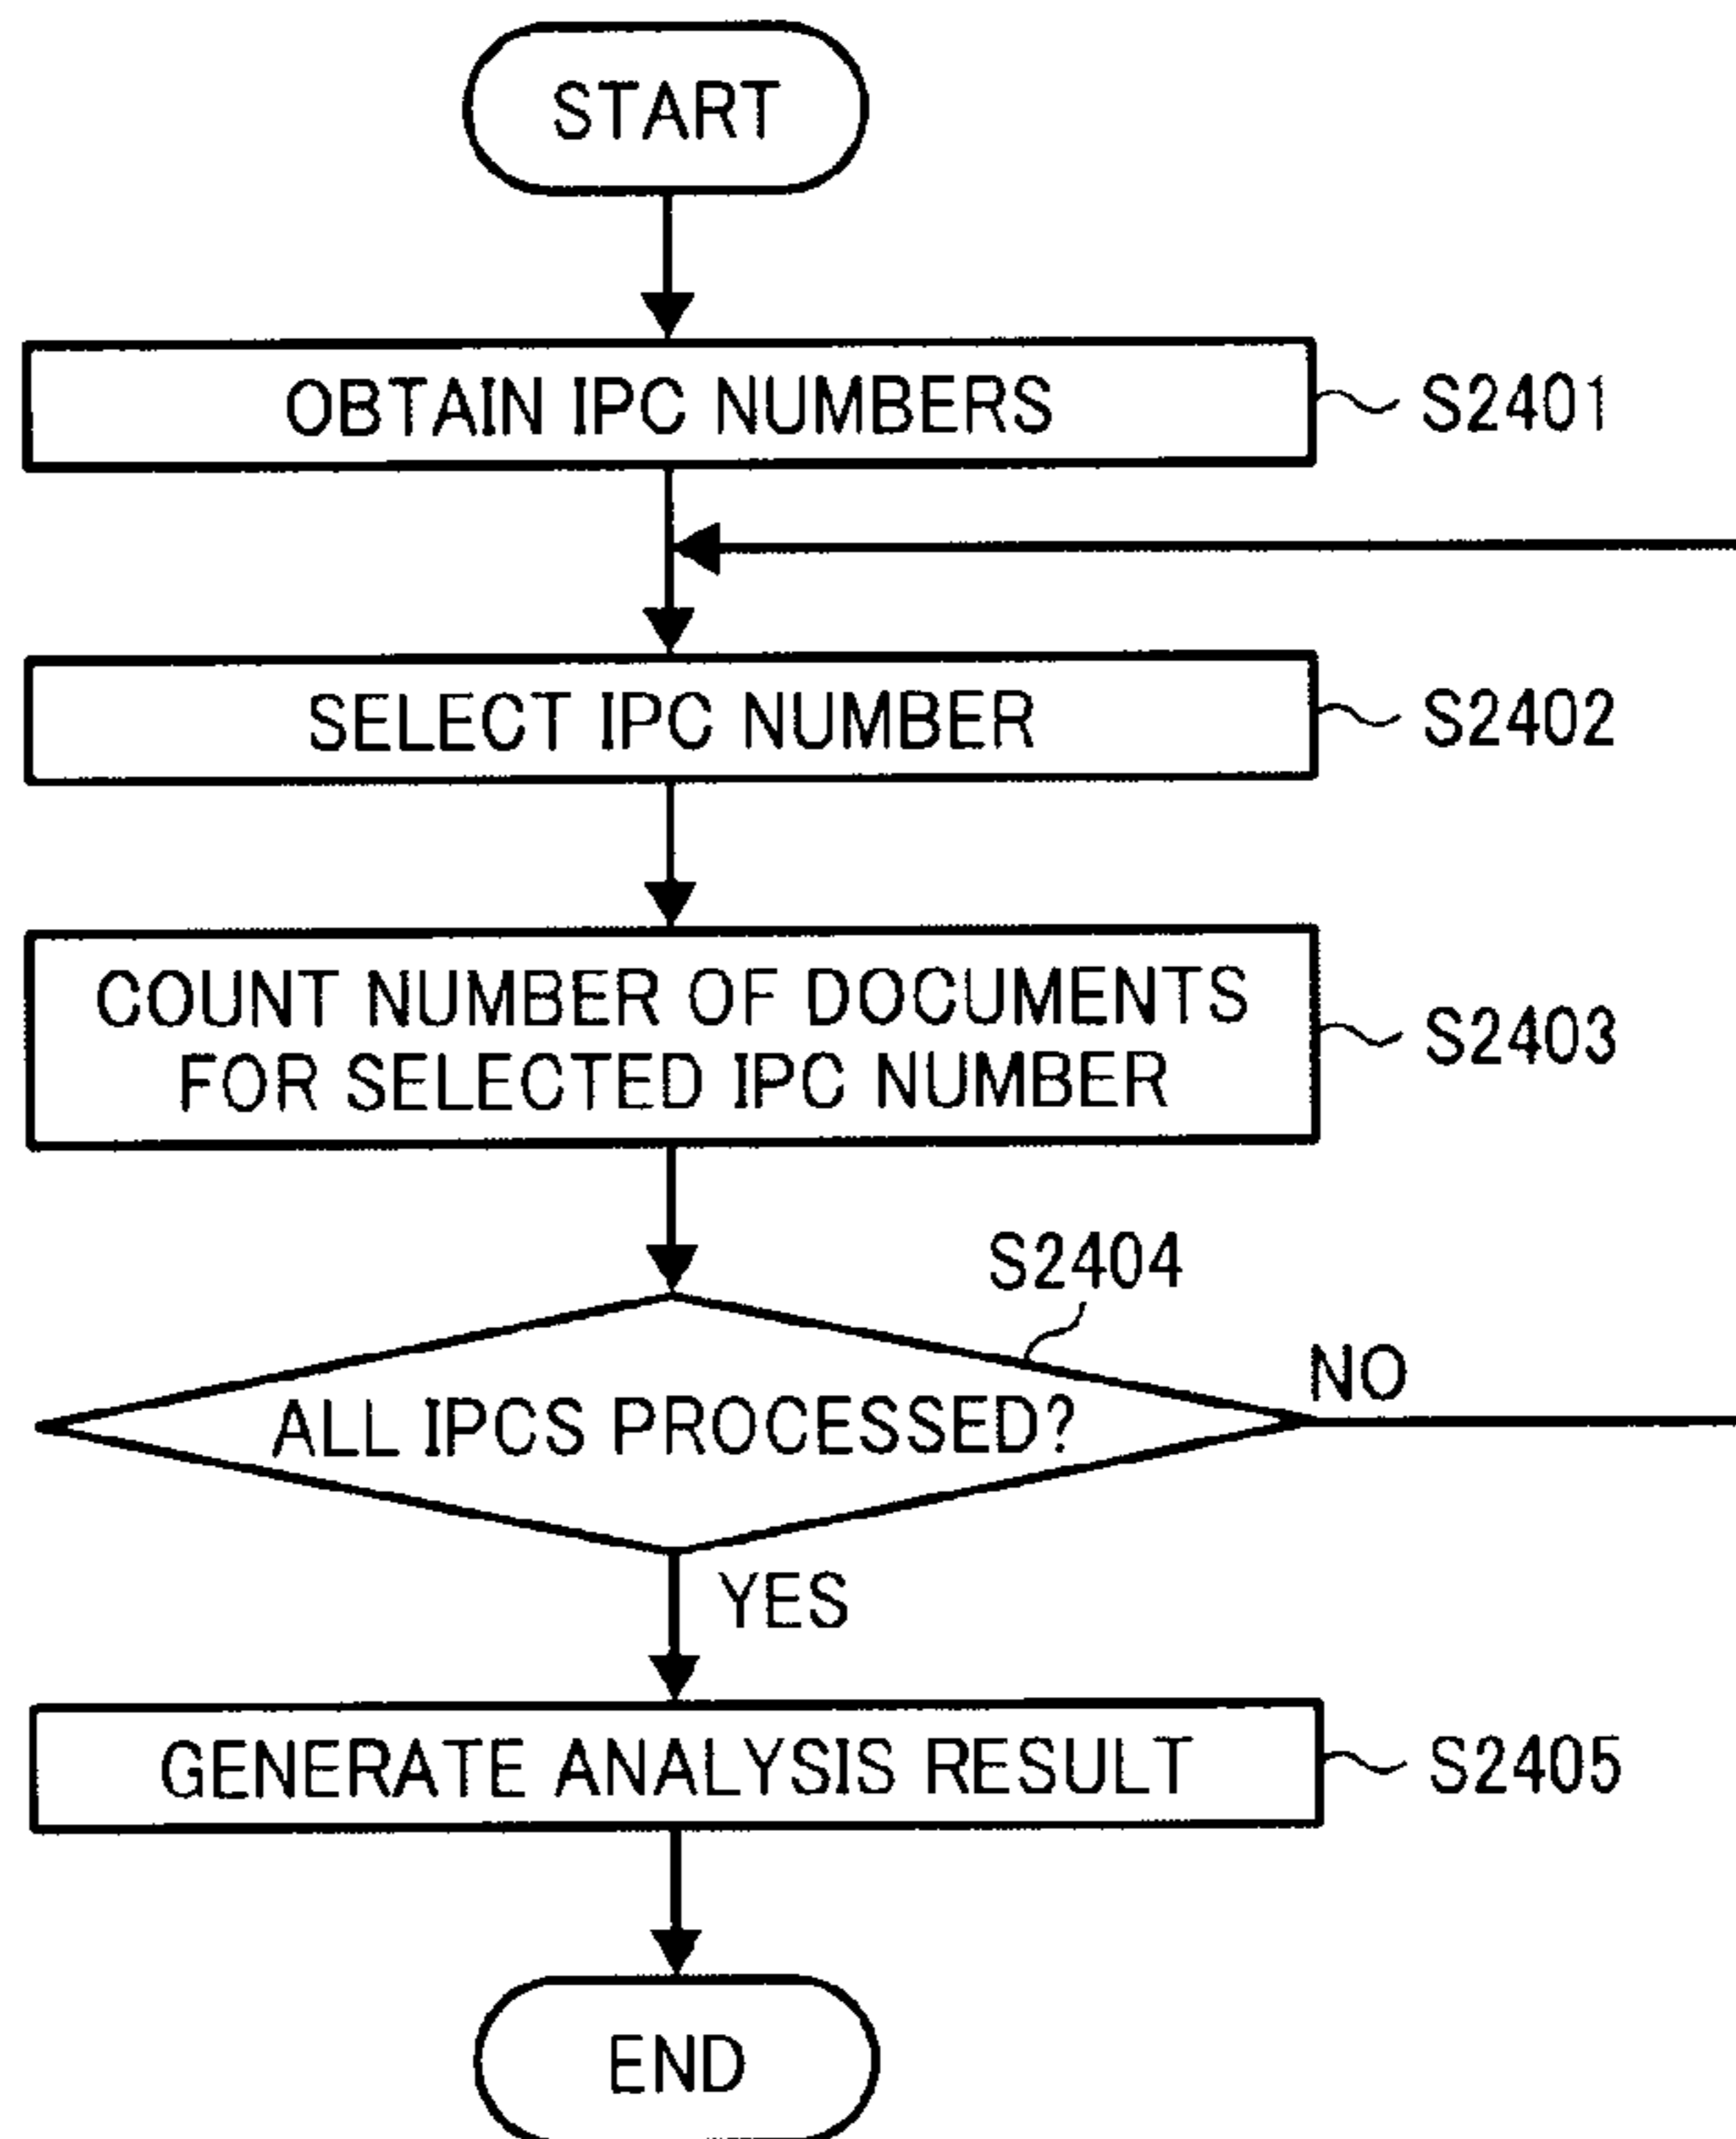 START
OBTAIN IPC NUMBERS
S2401
SELECT IPC NUMBER
S2402
COUNT NUMBER OF DOCUMENTS
FOR SELECTED IPC NUMBER
S2403
S2404
ALL IPCS PROCESSED?
NO
YES
GENERATE ANALYSIS RESULT
S2405
END